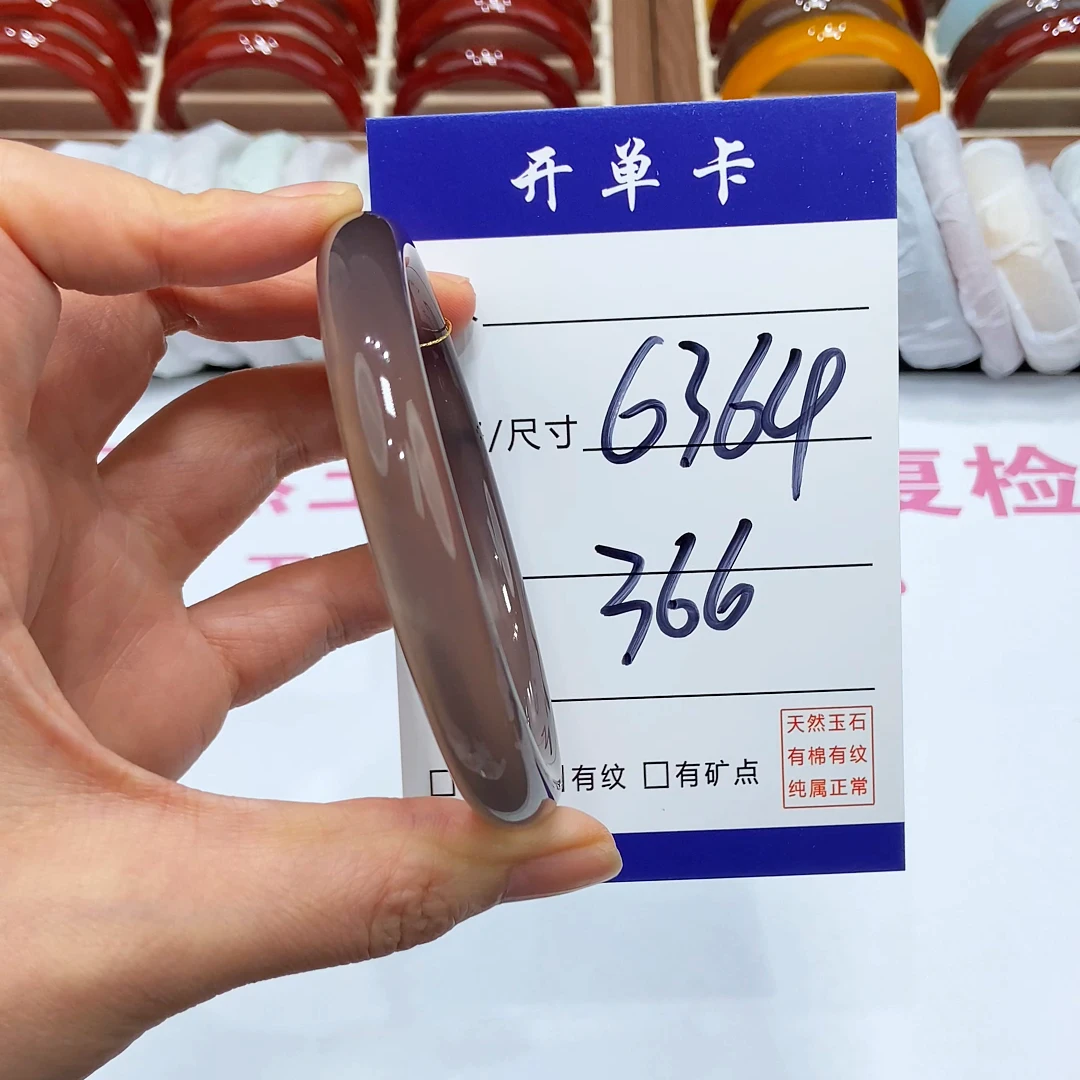 开单卡
/尺寸 6364
366
有纹 □有矿点
天然玉石
有棉有纹
纯属正常
复检